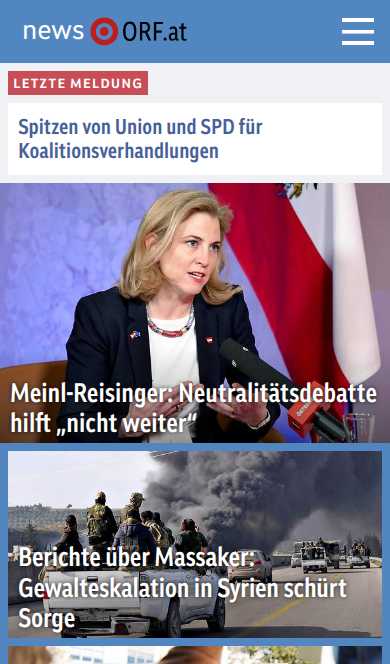 news ORF.at
LETZTE MELDUNG
Spitzen von Union und SPD für
Koalitionsverhandlungen
Meinl-Reisinger: Neutralitätsdebatte
hilft „nicht weiter“
Berichte über Massaker:
Gewalteskalation in Syrien schürt
Sorge